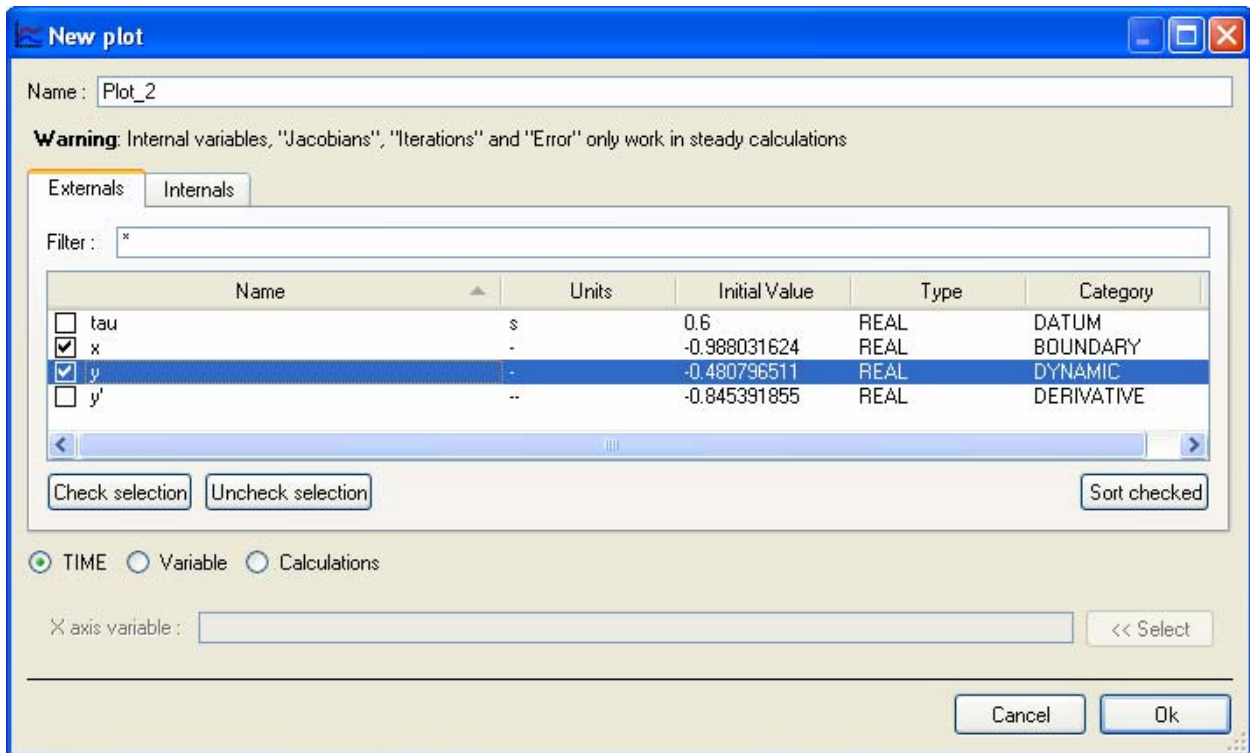 New plot
Name : Plot_2
Warning: Internal variables, "Jacobians", "Iterations" and "Error" only work in steady calculations
Externals Internals
Filter : *
Name Units Initial Value Type Category
tau s 0.6 REAL DATUM
x - -0.988031624 REAL BOUNDARY
y - -0.480796511 REAL DYNAMIC
y' -- -0.845391855 REAL DERIVATIVE
Check selection Uncheck selection Sort checked
TIME Variable Calculations
X axis variable : << Select
Cancel Ok